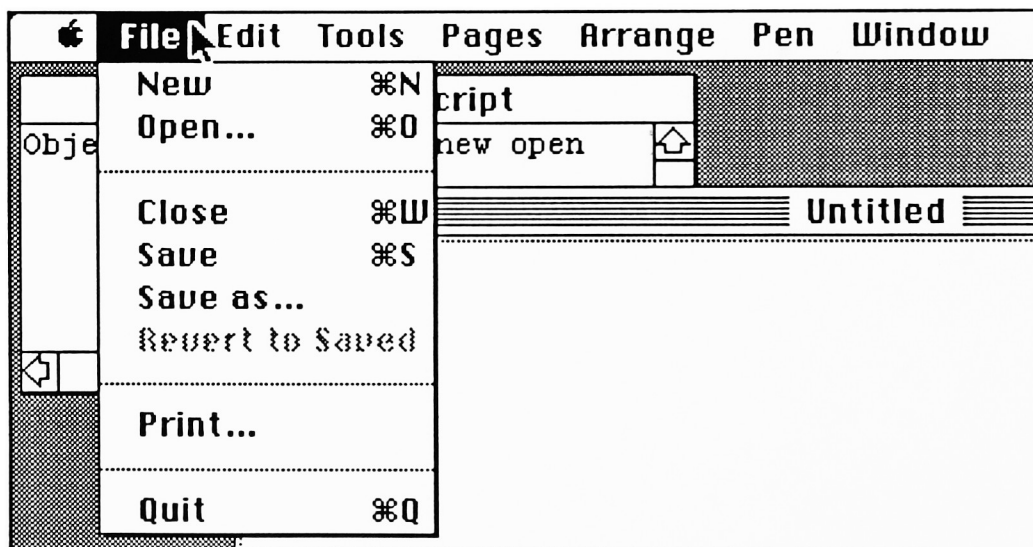 File Edit Tools Pages Arrange Pen Window
New ⌘N
Open... ⌘O
Close ⌘W
Save ⌘S
Save as...
Revert to Saved
Print...
Quit ⌘Q
cript
Obje
new open
Untitled